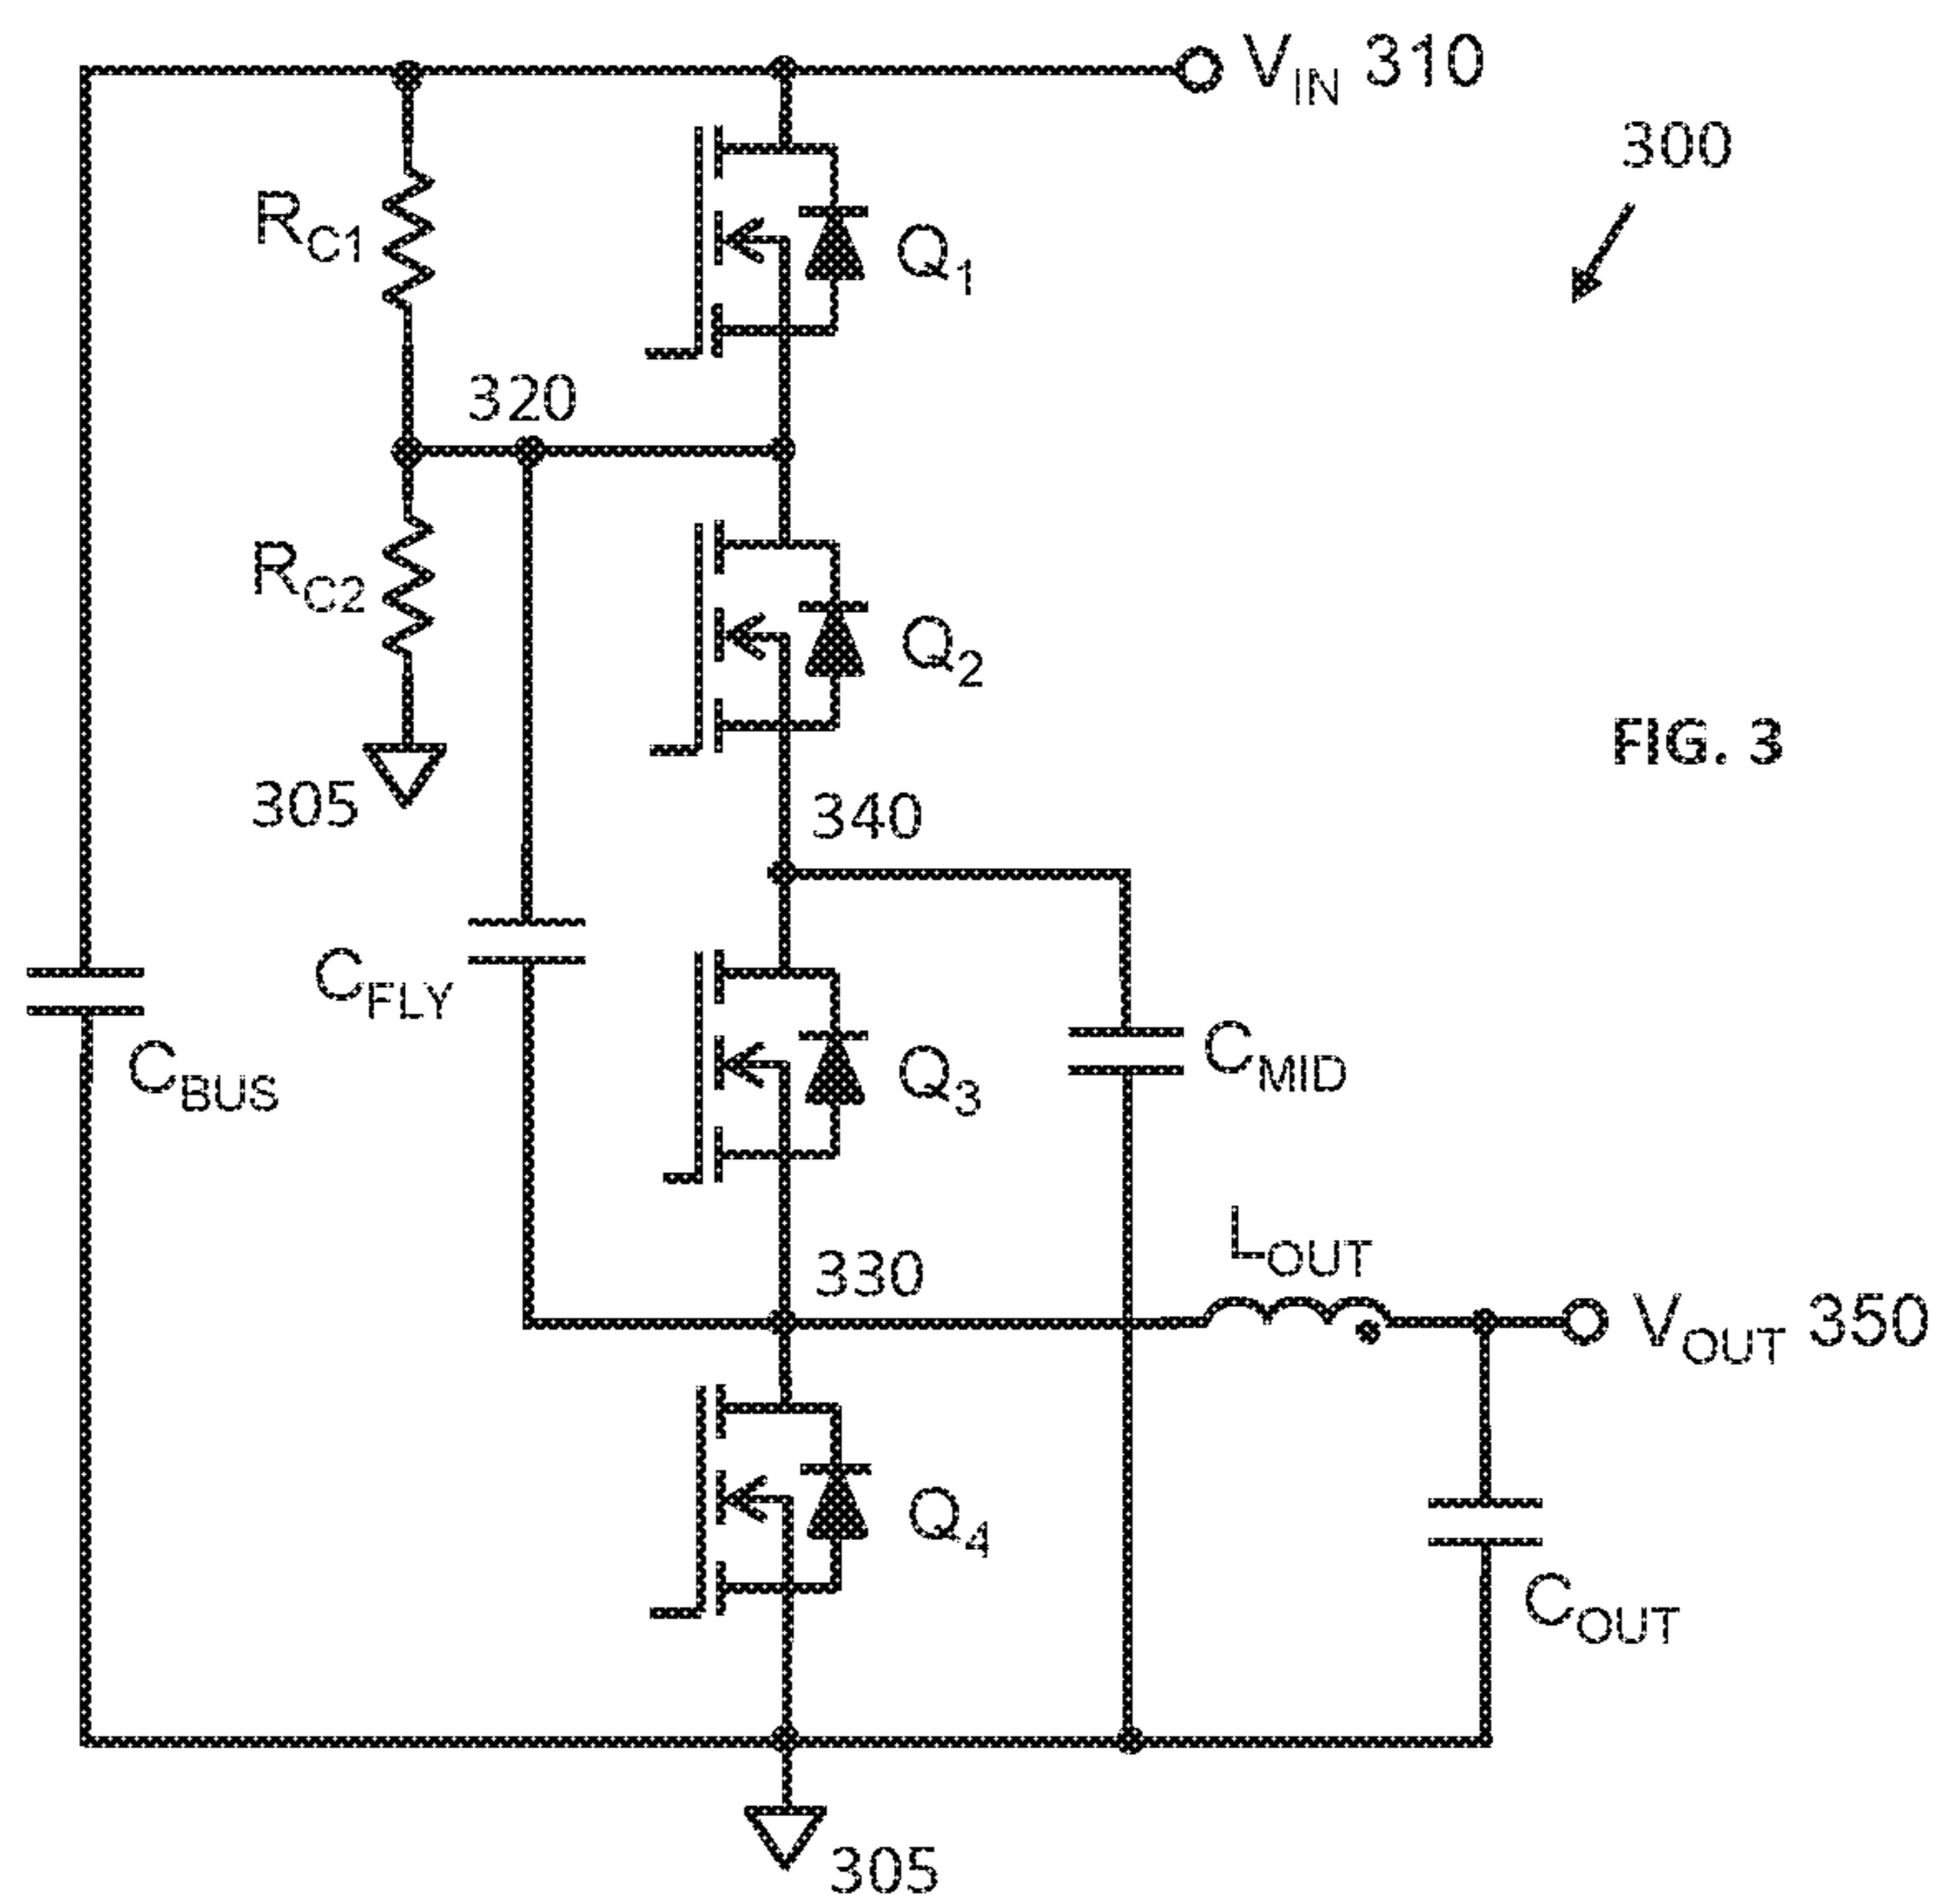 V_IN 310
300
R_C1
Q_1
320
R_C2
Q_2
FIG. 3
305
340
C_FLY
C_MID
Q_3
C_BUS
L_OUT
330
V_OUT 350
Q_4
C_OUT
305